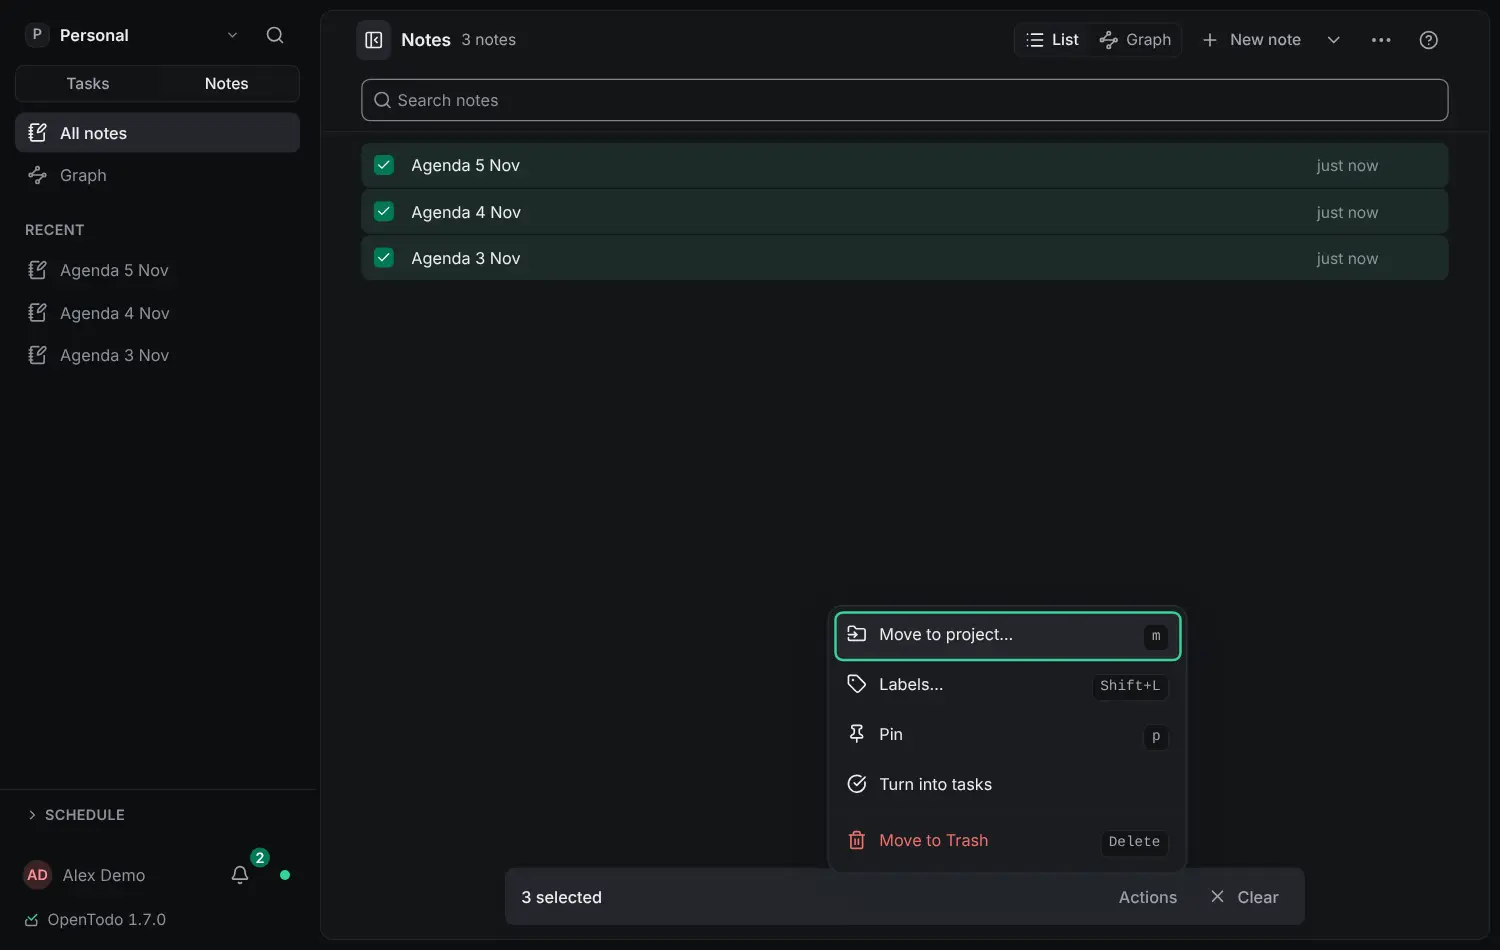 P Personal
Tasks Notes
All notes
Graph
RECENT
Agenda 5 Nov
Agenda 4 Nov
Agenda 3 Nov
SCHEDULE
AD Alex Demo 2
OpenTodo 1.7.0
Notes 3 notes
List Graph New note
Search notes
Agenda 5 Nov just now
Agenda 4 Nov just now
Agenda 3 Nov just now
Move to project... m
Labels... Shift+L
Pin p
Turn into tasks
Move to Trash Delete
3 selected Actions Clear